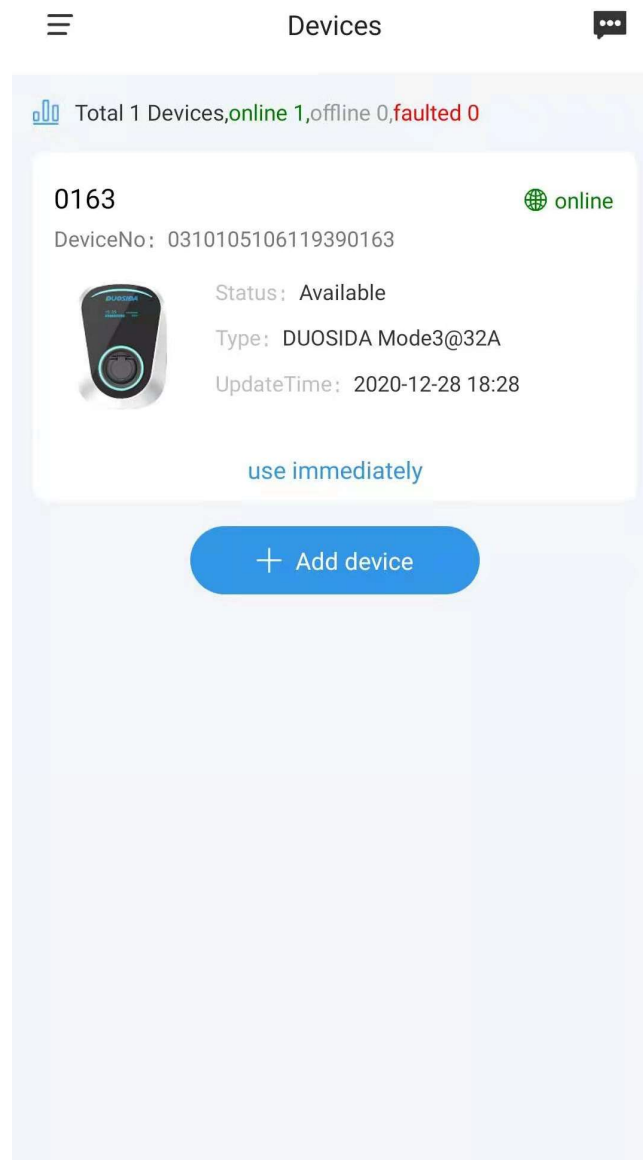 Devices
Total 1 Devices,online 1,offline 0,faulted 0
0163
online
DeviceNo：0310105106119390163
DUOSIDA
Status：Available
Type：DUOSIDA Mode3@32A
UpdateTime：2020-12-28 18:28
use immediately
+ Add device